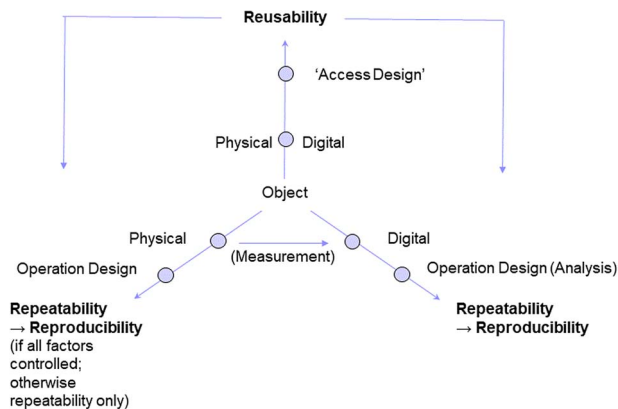 Reusability
‘Access Design’
Physical Digital
Object
Physical
Digital
(Measurement)
Operation Design
Operation Design (Analysis)
Repeatability
→ Reproducibility
(if all factors
controlled;
otherwise
repeatability only)
Repeatability
→ Reproducibility